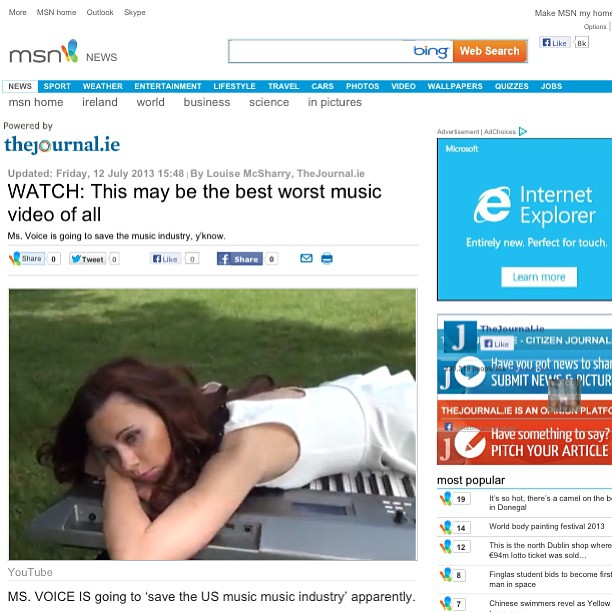 More MSN home Outlook Skype
Make MSN my home
Options |
msn NEWS
bing Web Search
Like 8k
NEWS SPORT WEATHER ENTERTAINMENT LIFESTYLE TRAVEL CARS PHOTOS VIDEO WALLPAPERS QUIZZES JOBS
msn home ireland world business science in pictures
Powered by
thejournal.ie
Updated: Friday, 12 July 2013 15:48 | By Louise McSharry, TheJournal.ie
WATCH: This may be the best worst music
video of all
Ms. Voice is going to save the music industry, y'know.
Share 0 Tweet 0 Like 0 Share 0
YouTube
MS. VOICE IS going to 'save the US music music industry' apparently.
Advertisement | AdChoices
Microsoft
Internet
Explorer
Entirely new. Perfect for touch.
Learn more
TheJournal.ie
Like
- CITIZEN JOURNAL
Have you got news to shar
SUBMIT NEWS & PICTUR
THEJOURNAL.IE IS AN OPINION PLATFO
Have something to say?
PITCH YOUR ARTICLE
most popular
19 It's so hot, there's a camel on the b
in Donegal
14 World body painting festival 2013
12 This is the north Dublin shop where
€94m lotto ticket was sold...
8 Finglas student bids to become first
man in space
7 Chinese swimmers revel as Yellow